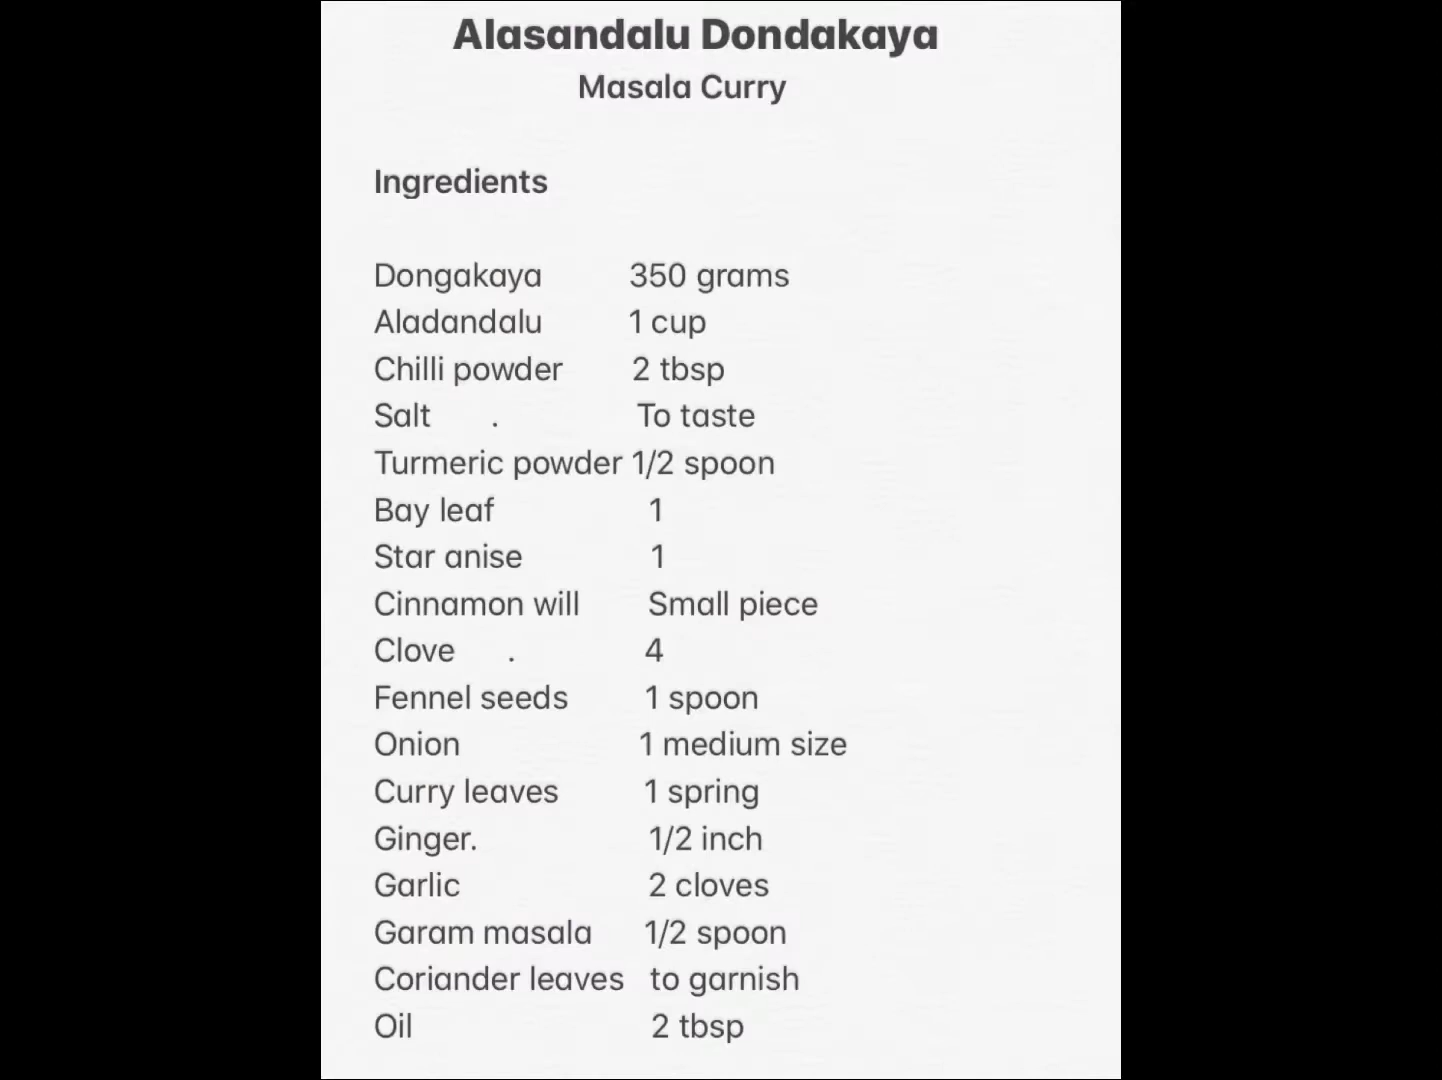 Alasandalu Dondakaya
Masala Curry
Ingredients
Dongakaya 350 grams
Aladandalu 1 cup
Chilli powder 2 tbsp
Salt . To taste
Turmeric powder 1/2 spoon
Bay leaf 1
Star anise 1
Cinnamon will Small piece
Clove . 4
Fennel seeds 1 spoon
Onion 1 medium size
Curry leaves 1 spring
Ginger. 1/2 inch
Garlic 2 cloves
Garam masala 1/2 spoon
Coriander leaves to garnish
Oil 2 tbsp